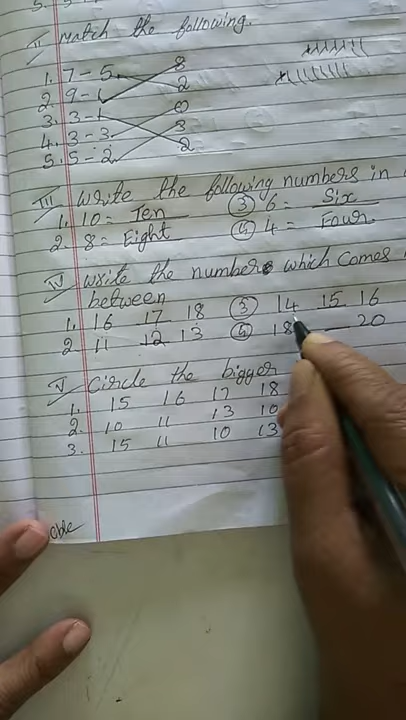 II Match the following.
1. 7 - 5 8
2. 9 - 1 2
3. 3 - 1 0
4. 3 - 3 3
5. 5 - 2 2
III Write the following numbers in
1. 10 = Ten ③ 6 = Six
2. 8 = Eight ④ 4 = Four
IV Write the number which comes
between
1. 16 17 18 ③ 14 15 16
2. 11 12 13 ④ 18 __ 20
V Circle the bigger
1. 15 16 17 18
2. 10 11 13 10
3. 15 11 10 13